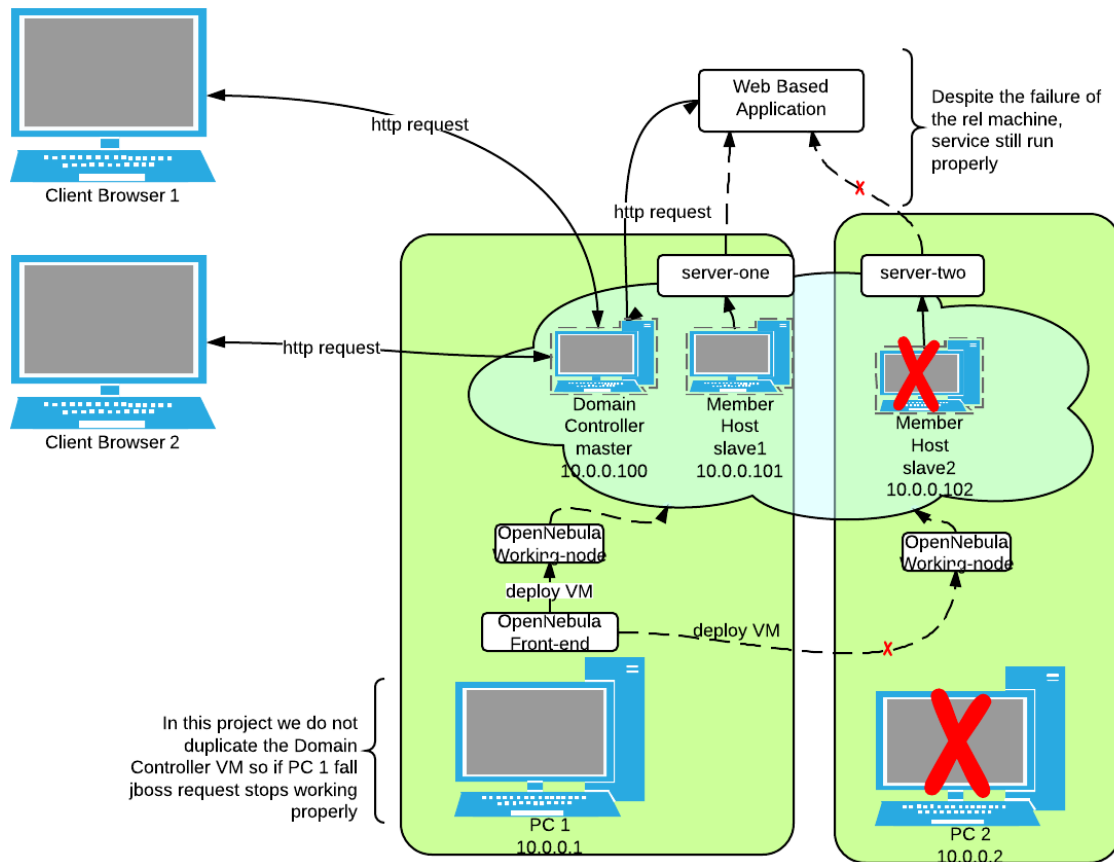 Web Based
Application
Despite the failure of
the rel machine,
service still run
properly
http request
Client Browser 1
http request
server-one
server-two
http request
Client Browser 2
Domain
Controller
master
10.0.0.100
Member
Host
slave1
10.0.0.101
Member
Host
slave2
10.0.0.102
OpenNebula
Working-node
OpenNebula
Working-node
deploy VM
OpenNebula
Front-end
deploy VM
In this project we do not
duplicate the Domain
Controller VM so if PC 1 fall
jboss request stops working
properly
PC 1
10.0.0.1
PC 2
10.0.0.2